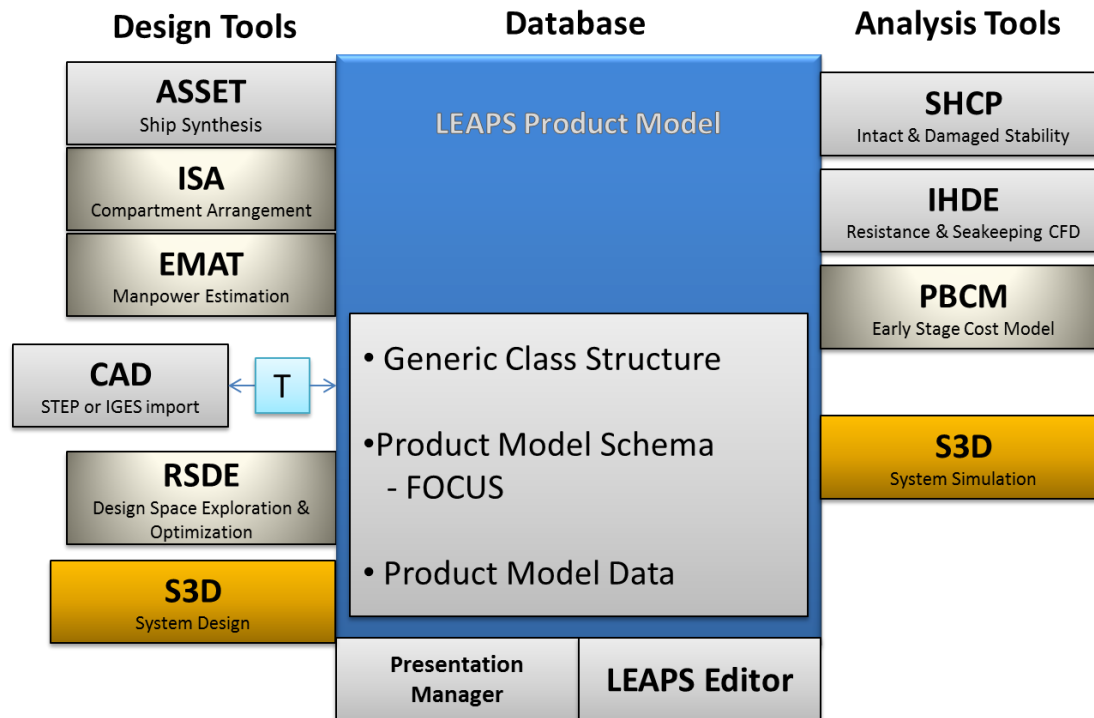 Design Tools
Database
Analysis Tools
ASSET
Ship Synthesis
ISA
Compartment Arrangement
EMAT
Manpower Estimation
CAD
STEP or IGES import
T
RSDE
Design Space Exploration &
Optimization
S3D
System Design
LEAPS Product Model
• Generic Class Structure
•Product Model Schema
- FOCUS
• Product Model Data
Presentation
Manager
LEAPS Editor
SHCP
Intact & Damaged Stability
IHDE
Resistance & Seakeeping CFD
PBCM
Early Stage Cost Model
S3D
System Simulation